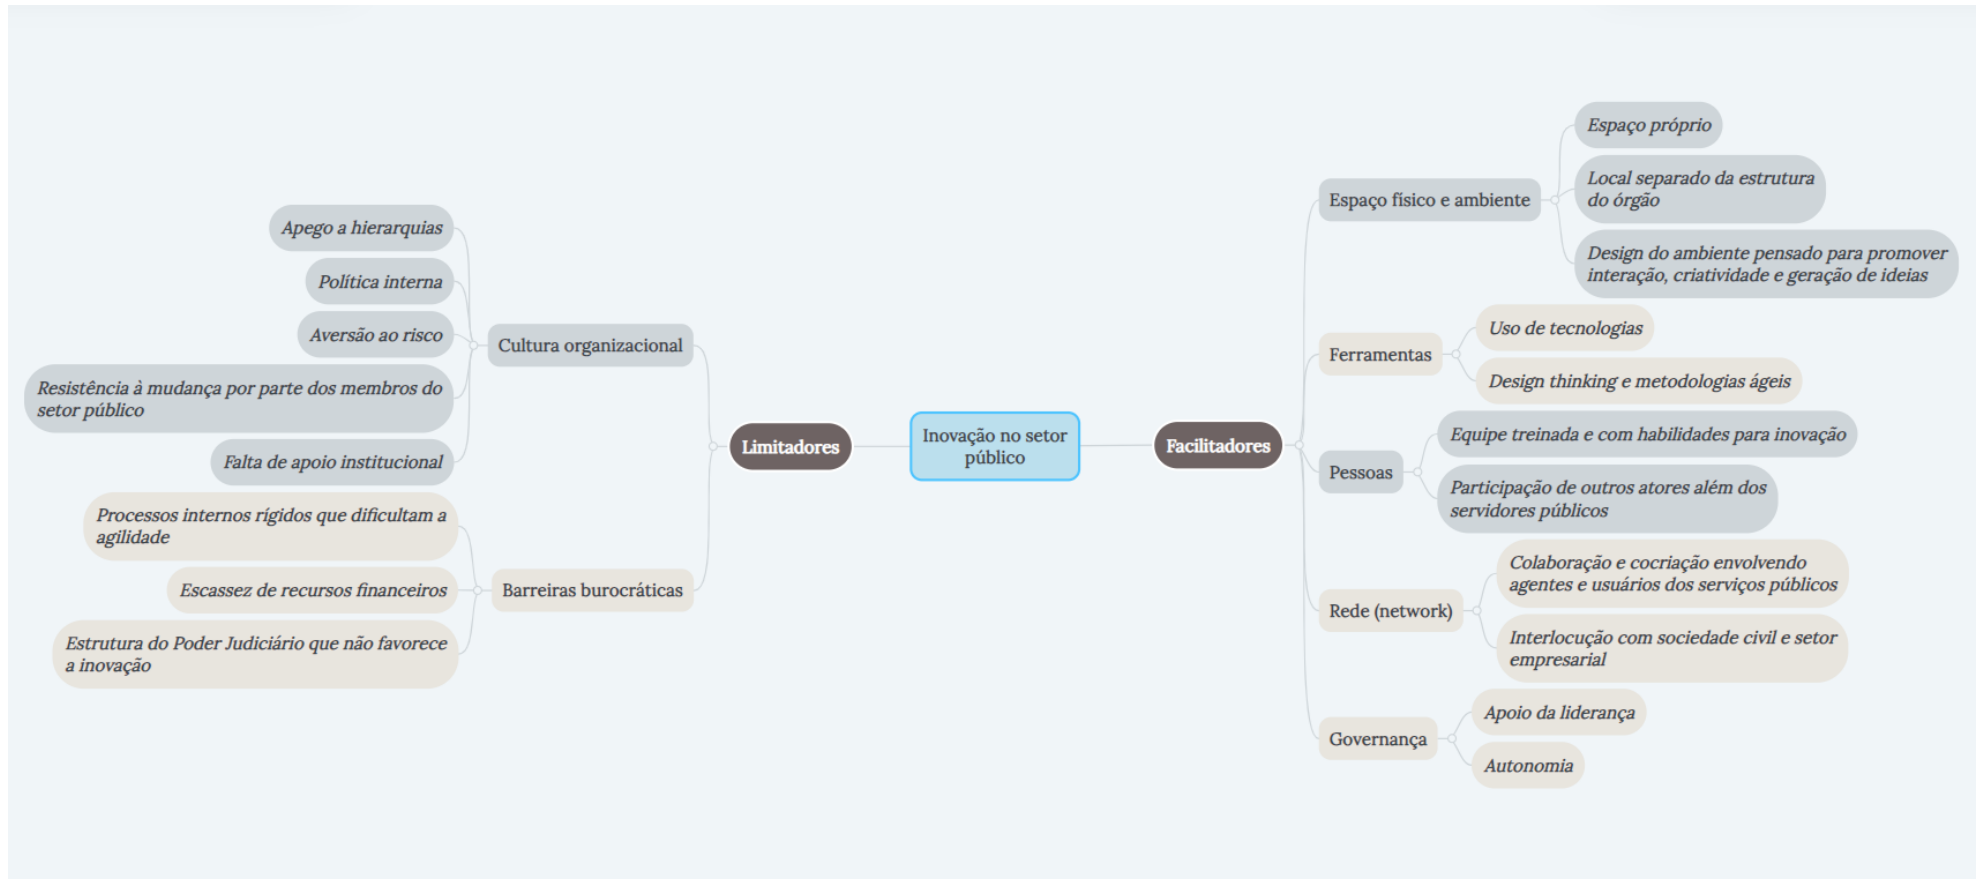 Inovação no setor
público
Limitadores
Cultura organizacional
Apego a hierarquias
Política interna
Aversão ao risco
Resistência à mudança por parte dos membros do
setor público
Falta de apoio institucional
Barreiras burocráticas
Processos internos rígidos que dificultam a
agilidade
Escassez de recursos financeiros
Estrutura do Poder Judiciário que não favorece
a inovação
Facilitadores
Espaço físico e ambiente
Espaço próprio
Local separado da estrutura
do órgão
Design do ambiente pensado para promover
interação, criatividade e geração de ideias
Ferramentas
Uso de tecnologias
Design thinking e metodologias ágeis
Pessoas
Equipe treinada e com habilidades para inovação
Participação de outros atores além dos
servidores públicos
Rede (network)
Colaboração e cocriação envolvendo
agentes e usuários dos serviços públicos
Interlocução com sociedade civil e setor
empresarial
Governança
Apoio da liderança
Autonomia